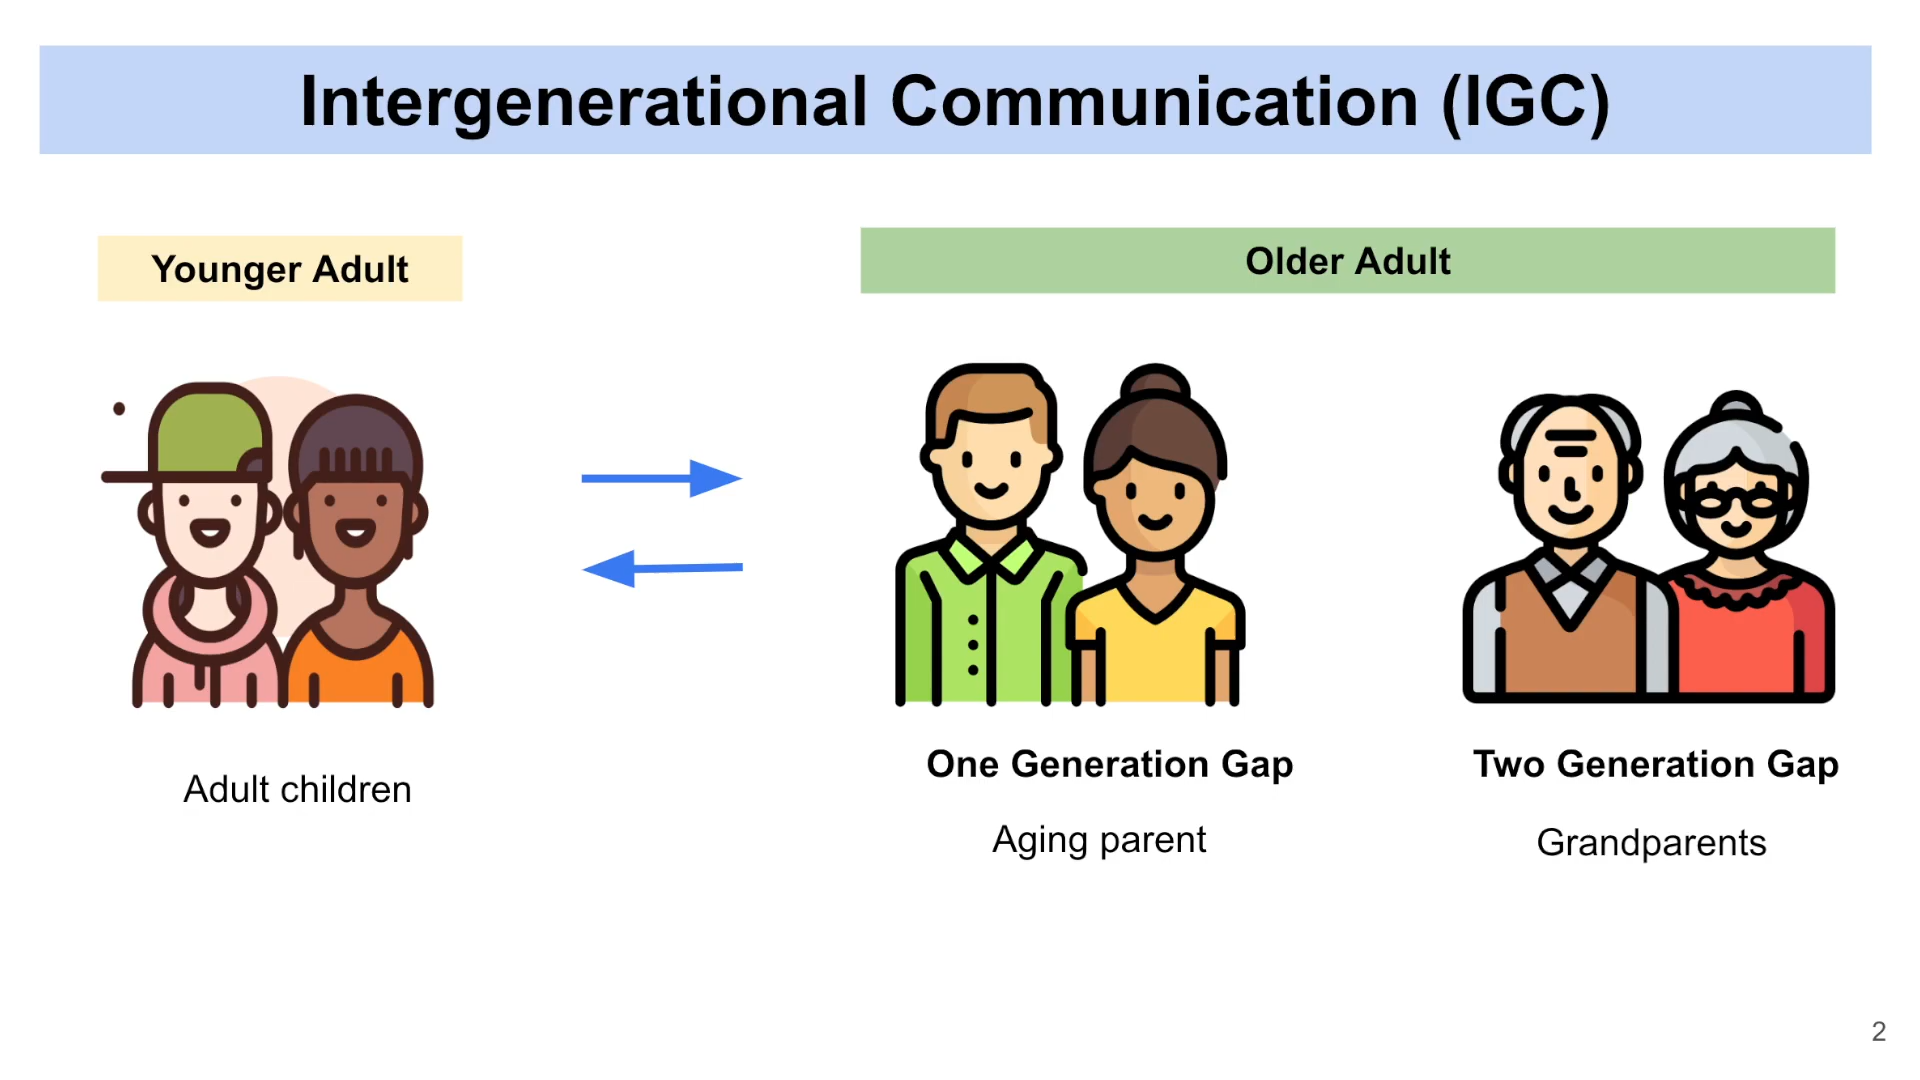 Intergenerational Communication (IGC)
Younger Adult
Older Adult
Adult children
One Generation Gap
Aging parent
Two Generation Gap
Grandparents
2